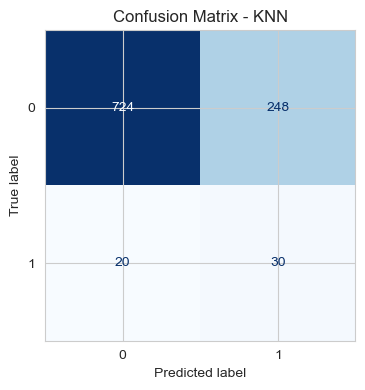 Confusion Matrix - KNN
0
724
248
True label
1
20
30
0
1
Predicted label